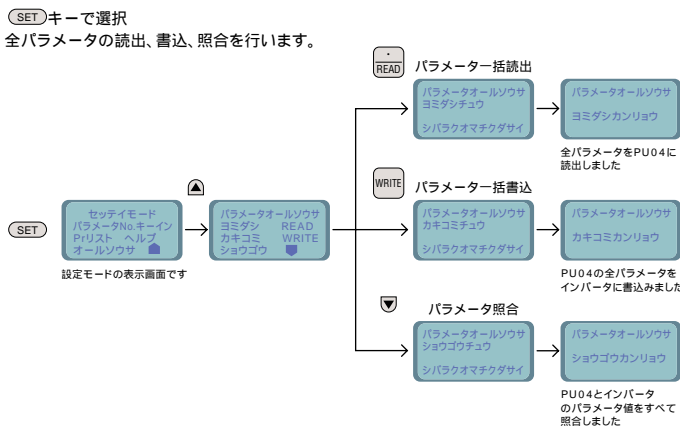 SET キーで選択
全パラメータの読出、書込、照合を行います。
SET
セッテイモード
パラメータNo.キーイン
Prリスト ヘルプ
オールソウサ
設定モードの表示画面です
パラメータオールソウサ
ヨミダシ READ
カキコミ WRITE
ショウゴウ
・
READ
パラメータ一括読出
パラメータオールソウサ
ヨミダシチュウ
シバラクオマチクダサイ
パラメータオールソウサ
ヨミダシカンリョウ
全パラメータをPU04に
読出しました
WRITE
パラメータ一括書込
パラメータオールソウサ
カキコミチュウ
シバラクオマチクダサイ
パラメータオールソウサ
カキコミカンリョウ
PU04の全パラメータを
インバータに書込みました
パラメータ照合
パラメータオールソウサ
ショウゴウチュウ
シバラクオマチクダサイ
パラメータオールソウサ
ショウゴウカンリョウ
PU04とインバータ
のパラメータ値をすべて
照合しました